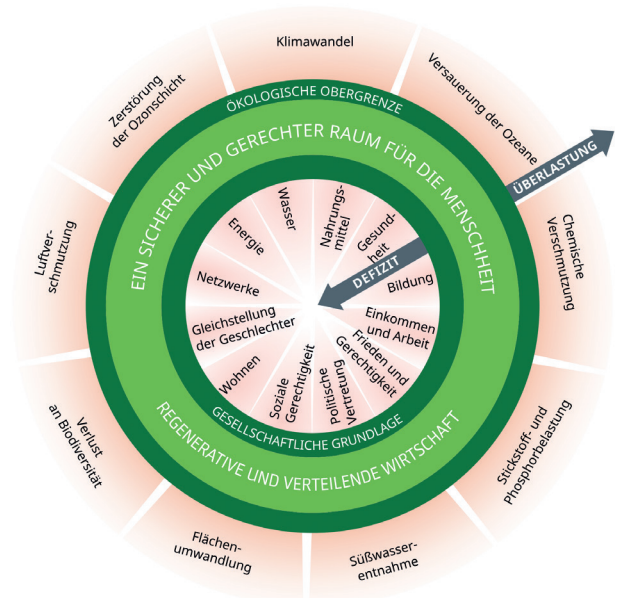 Klimawandel
Versauerung der Ozeane
ÜBERLASTUNG
Chemische
Verschmutzung
Stickstoff- und
Phosphorbelastung
Süßwasser-
entnahme
Flächen-
umwandlung
Verlust
an Biodiversität
Luftver-
schmutzung
Zerstörung
der Ozonschicht
ÖKOLOGISCHE OBERGRENZE
EIN SICHERER UND GERECHTER RAUM FÜR DIE MENSCHHEIT
Wasser
Nahrungs-
mittel
Gesund-
heit
DEFIZIT
Bildung
Einkommen
und Arbeit
Frieden und
Gerechtigkeit
Politische
Vertretung
Soziale
Gerechtigkeit
Wohnen
Gleichstellung
der Geschlechter
Netzwerke
Energie
GESELLSCHAFTLICHE GRUNDLAGE
REGENERATIVE UND VERTEILENDE WIRTSCHAFT